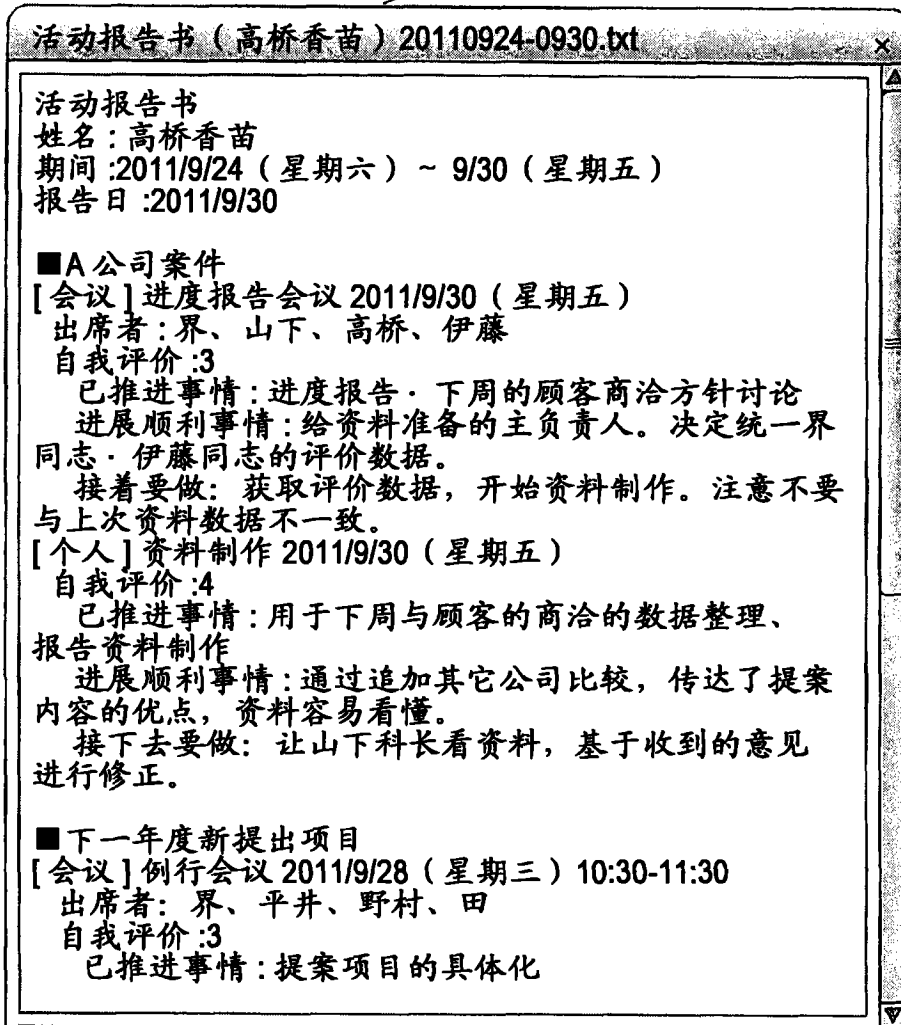 活动报告书（高桥香苗）20110924-0930.txt
活动报告书
姓名：高桥香苗
期间：2011/9/24（星期六）~ 9/30（星期五）
报告日：2011/9/30
■A公司案件
[会议]进度报告会议 2011/9/30（星期五）
出席者：界、山下、高桥、伊藤
自我评价：3
已推进事情：进度报告·下周的顾客商洽方针讨论
进展顺利事情：给资料准备的主负责人。决定统一界
同志·伊藤同志的评价数据。
接着要做：获取评价数据，开始资料制作。注意不要
与上次资料数据不一致。
[个人]资料制作 2011/9/30（星期五）
自我评价：4
已推进事情：用于下周与顾客的商洽的数据整理、
报告资料制作
进展顺利事情：通过追加其它公司比较，传达了提案
内容的优点，资料容易看懂。
接下去要做：让山下科长看资料，基于收到的意见
进行修正。
■下一年度新提出项目
[会议]例行会议 2011/9/28（星期三）10:30-11:30
出席者：界、平井、野村、田
自我评价：3
已推进事情：提案项目的具体化